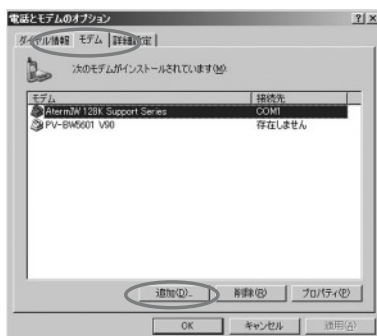 電話とモデムのオプション
ダイヤル情報 モデム 詳細設定
次のモデムがインストールされています(M):
モデム 接続先
AtermIW 128K Support Series COM1
PV-BW5601 V90 存在しません
追加(D)... 削除(R) プロパティ(P)
OK キャンセル 適用(A)